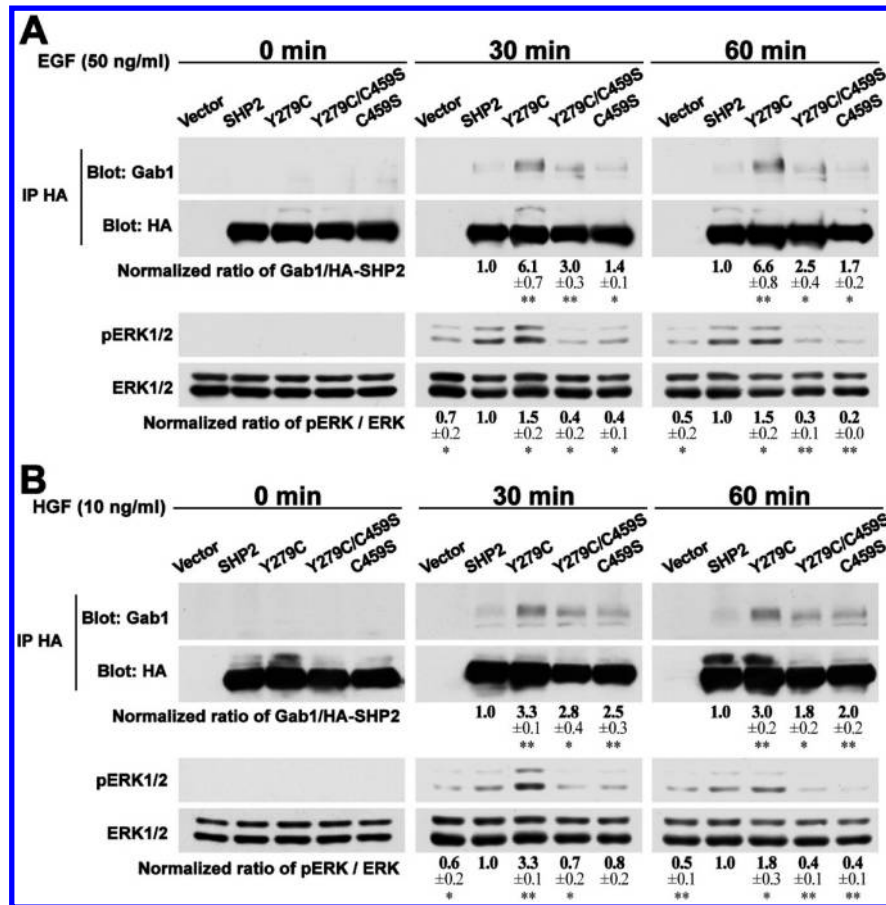 A
EGF (50 ng/ml)
0 min 30 min 60 min
Vector SHP2 Y279C Y279C/C459S C459S Vector SHP2 Y279C Y279C/C459S C459S Vector SHP2 Y279C Y279C/C459S C459S
IP HA
Blot: Gab1
Blot: HA
Normalized ratio of Gab1/HA-SHP2 1.0 6.1 3.0 1.4 1.0 6.6 2.5 1.7
±0.7 ±0.3 ±0.1 ±0.8 ±0.4 ±0.2
** ** * ** * *
pERK1/2
ERK1/2
Normalized ratio of pERK / ERK 0.7 1.0 1.5 0.4 0.4 0.5 1.0 1.5 0.3 0.2
±0.2 ±0.2 ±0.2 ±0.1 ±0.2 ±0.2 ±0.1 ±0.0
* * * * * * ** **
B
HGF (10 ng/ml)
0 min 30 min 60 min
Vector SHP2 Y279C Y279C/C459S C459S Vector SHP2 Y279C Y279C/C459S C459S Vector SHP2 Y279C Y279C/C459S C459S
IP HA
Blot: Gab1
Blot: HA
Normalized ratio of Gab1/HA-SHP2 1.0 3.3 2.8 2.5 1.0 3.0 1.8 2.0
±0.1 ±0.4 ±0.3 ±0.2 ±0.2 ±0.2
** * ** ** * **
pERK1/2
ERK1/2
Normalized ratio of pERK / ERK 0.6 1.0 3.3 0.7 0.8 0.5 1.0 1.8 0.4 0.4
±0.2 ±0.1 ±0.2 ±0.2 ±0.1 ±0.3 ±0.1 ±0.1
* ** * ** * ** **